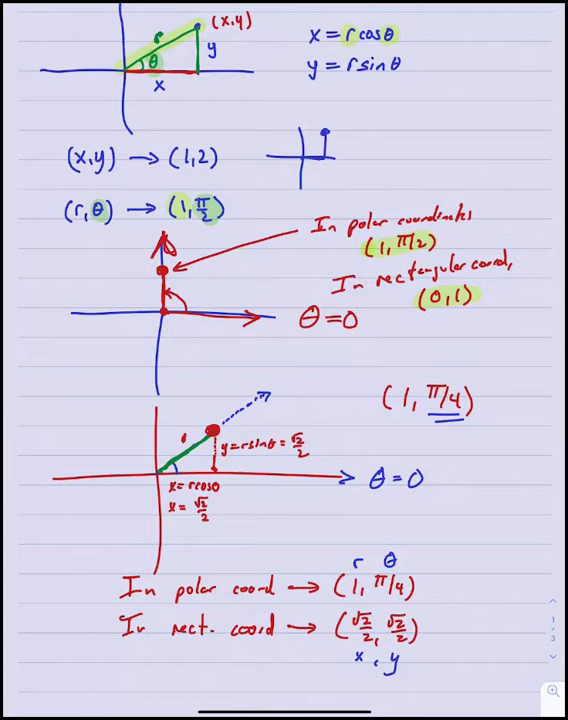 r (x,y)
θ y
x
x = r cos θ
y = r sin θ
(x,y) → (1,2)
(r,θ) → (1, π/2)
In polar coordinates
(1, π/2)
In rectangular coord,
(0,1)
θ = 0
(1, π/4)
1
y = r sin θ = √2/2
x = r cos θ
x = √2/2
θ = 0
r θ
In polar coord → (1, π/4)
In rect. coord → (√2/2, √2/2)
x, y
1
/
3